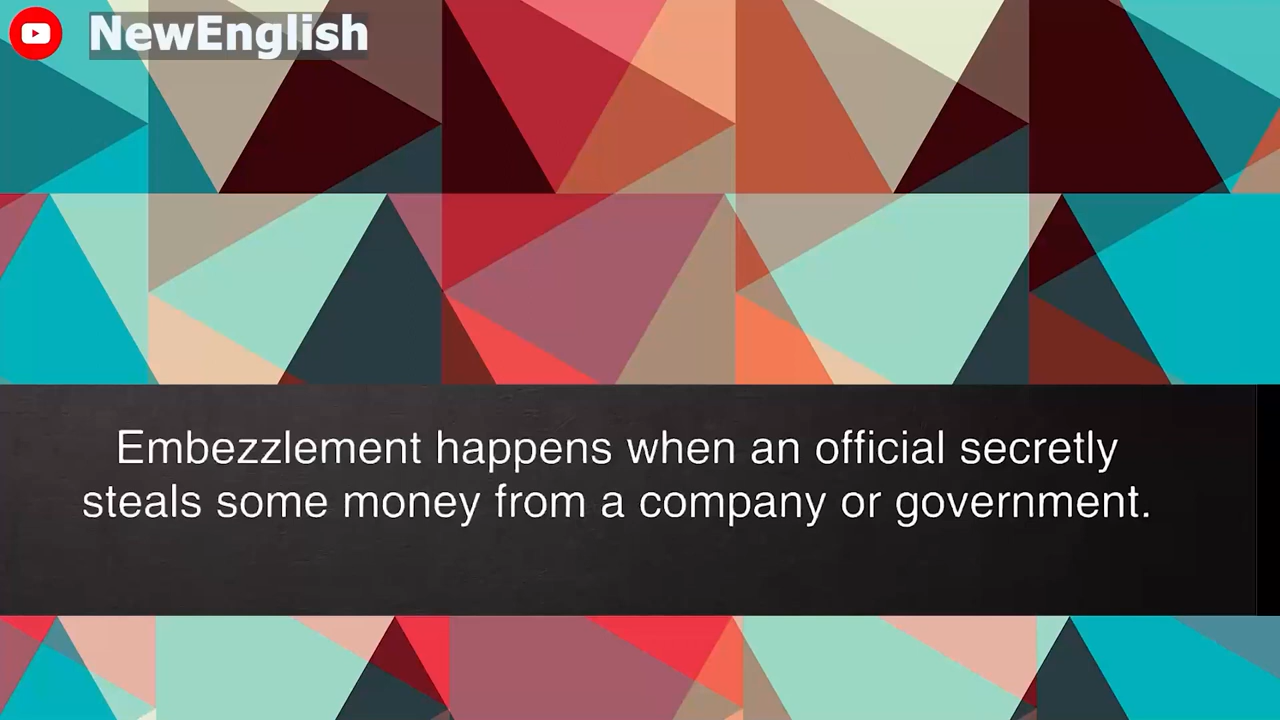 NewEnglish
Embezzlement happens when an official secretly
steals some money from a company or government.